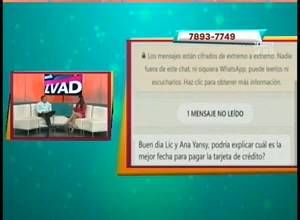 7893-7749
Los mensajes están cifrados de extremo a extremo. Nadie
fuera de este chat, ni siquiera WhatsApp, puede leerlos ni
escucharlos. Haz clic para obtener más información.
1 MENSAJE NO LEÍDO
LVAD
Buen dia Lic y Ana Yansy, podría explicar cuál es la
mejor fecha para pagar la tarjeta de crédito?